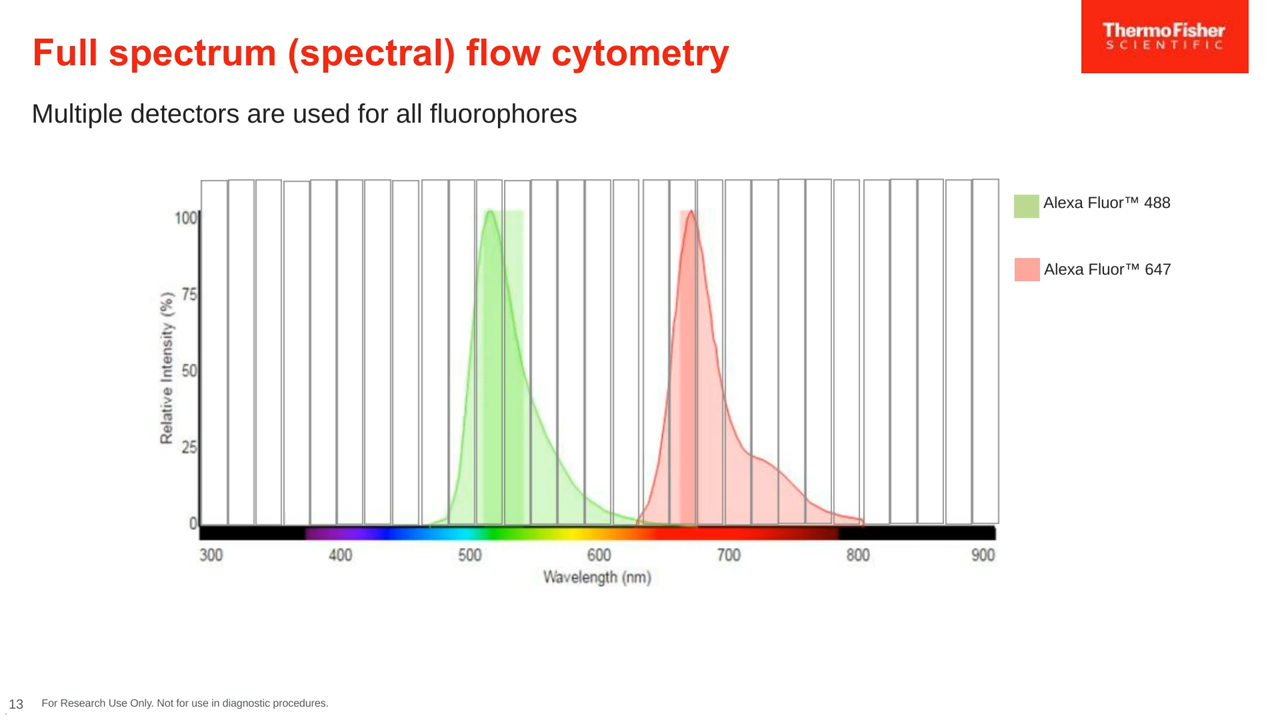 Full spectrum (spectral) flow cytometry
ThermoFisher
SCIENTIFIC
Multiple detectors are used for all fluorophores
Alexa Fluor™ 488
Alexa Fluor™ 647
Relative Intensity (%)
100
75
50
25
0
300 400 500 600 700 800 900
Wavelength (nm)
13 For Research Use Only. Not for use in diagnostic procedures.